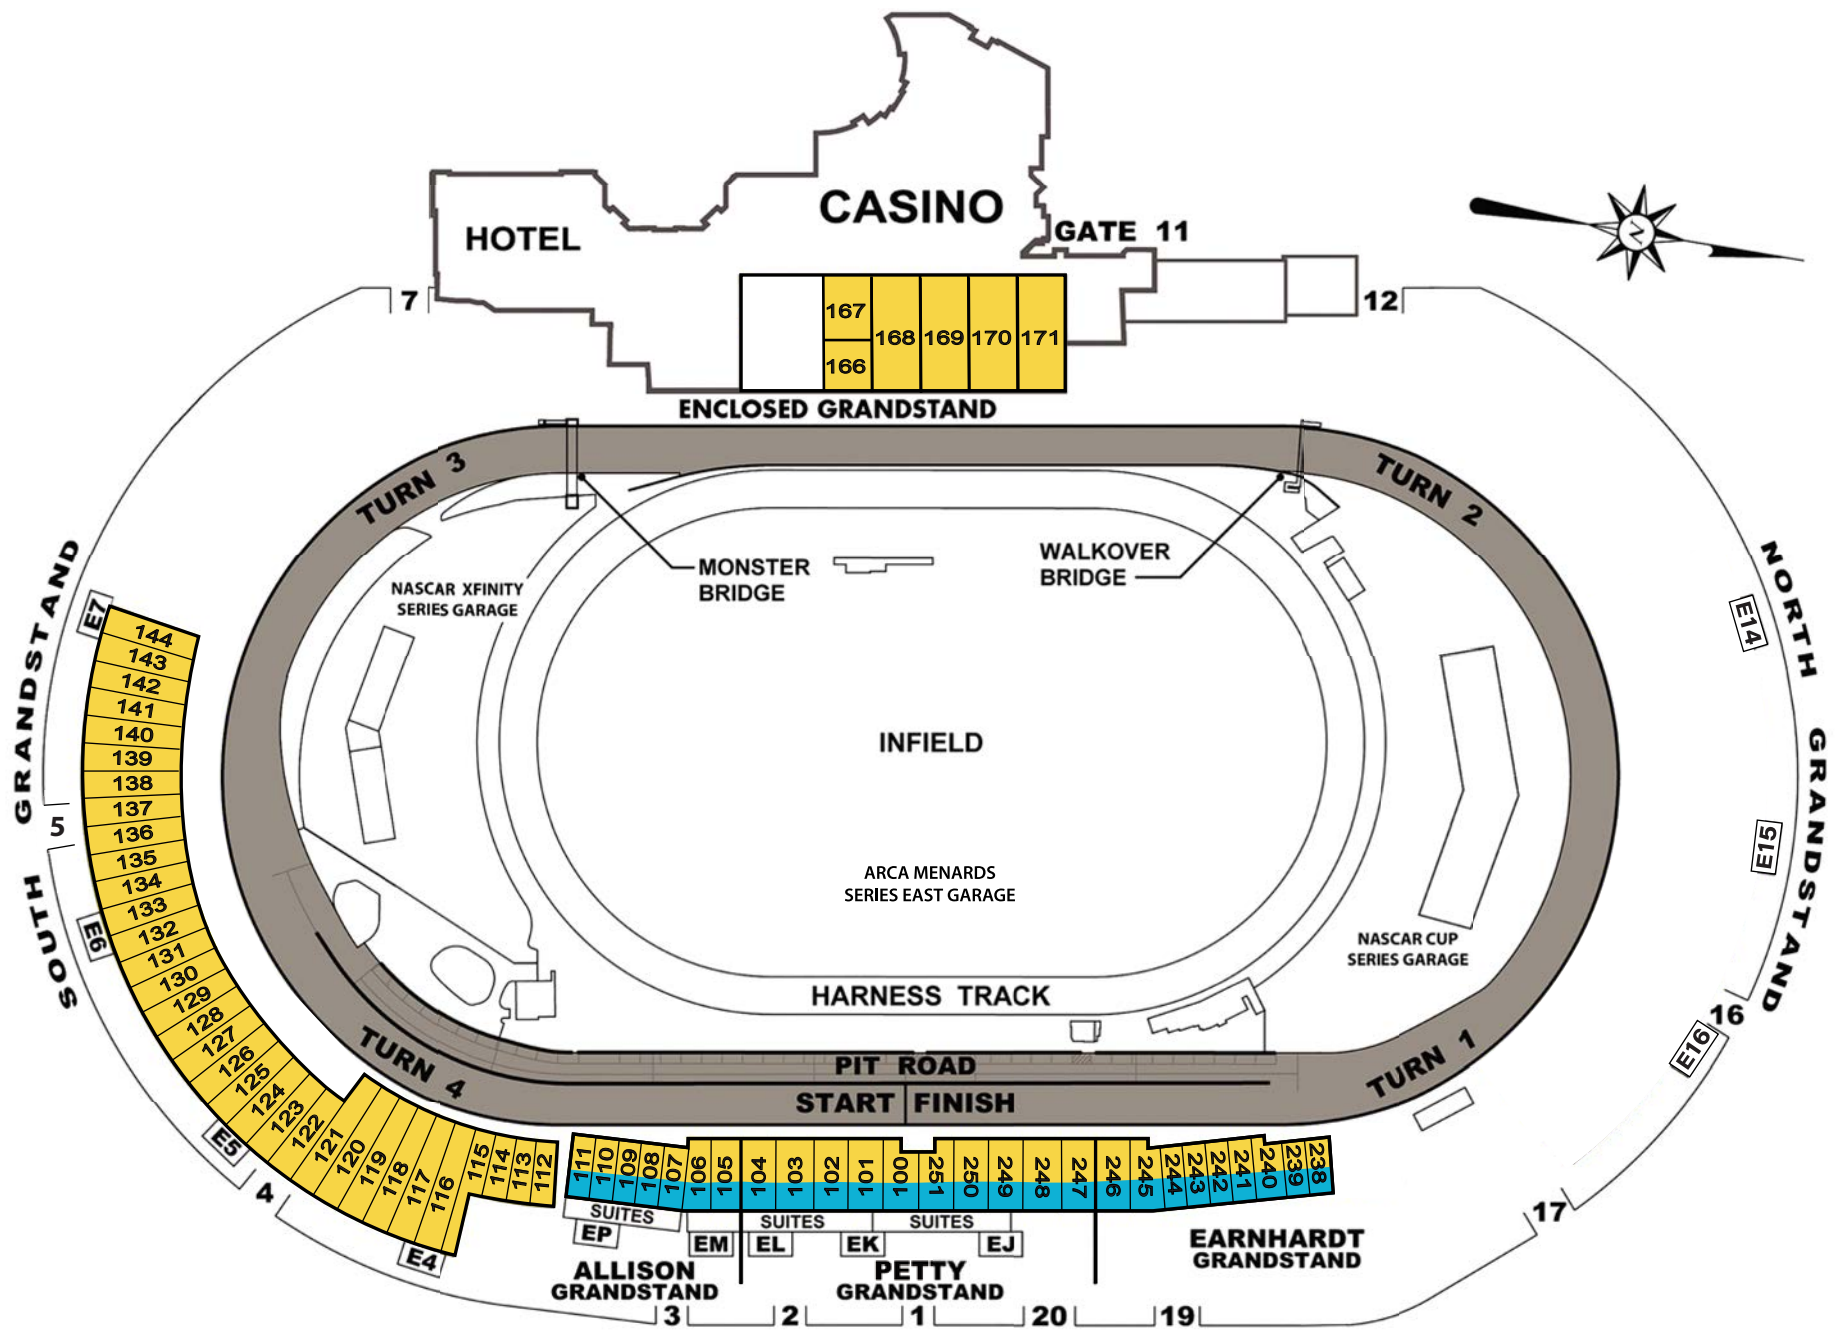 CASINO
HOTEL
GATE 11
N
7
12
167
166
168
169
170
171
ENCLOSED GRANDSTAND
TURN 3
TURN 2
MONSTER
BRIDGE
WALKOVER
BRIDGE
NASCAR XFINITY
SERIES GARAGE
SOUTH GRANDSTAND
NORTH GRANDSTAND
E7
E14
E15
E16
E6
E5
E4
5
4
16
17
144
143
142
141
140
139
138
137
136
135
134
133
132
131
130
129
128
127
126
125
124
123
122
121
120
119
118
117
116
115
114
113
112
INFIELD
ARCA MENARDS
SERIES EAST GARAGE
NASCAR CUP
SERIES GARAGE
HARNESS TRACK
PIT ROAD
START FINISH
TURN 4
TURN 1
111
110
109
108
107
106
105
104
103
102
101
100
251
250
249
248
247
246
245
244
243
242
241
240
239
238
SUITES
SUITES
SUITES
EP
EM
EL
EK
EJ
ALLISON
GRANDSTAND
PETTY
GRANDSTAND
EARNHARDT
GRANDSTAND
3
2
1
20
19